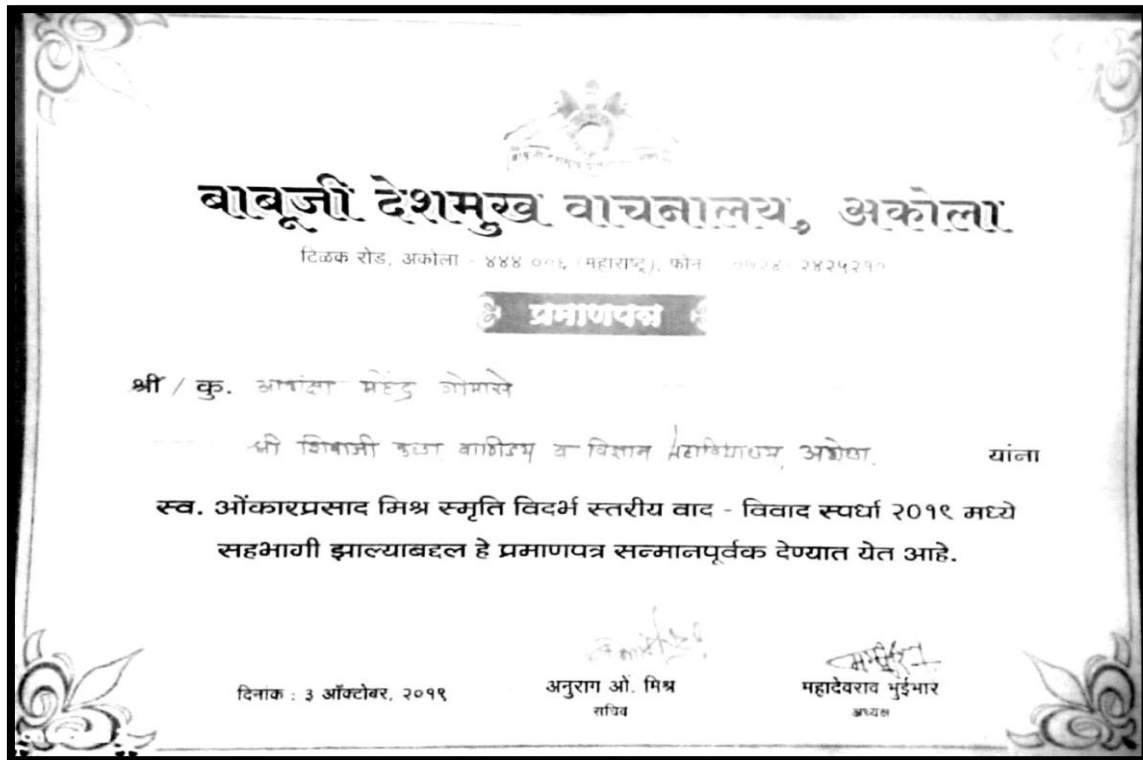 बाबूजी देशमुख वाचनालय, अकोला
टिळक रोड, अकोला - ४४४ ००६ (महाराष्ट्र), फोन २४२५२१०
प्रमाणपत्र
श्री / कु. महेंद्र गोमासे
श्री शिवाजी कला वाणिज्य व विज्ञान महाविद्यालय, अकोला. यांना
स्व. ओंकारप्रसाद मिश्र स्मृति विदर्भ स्तरीय वाद - विवाद स्पर्धा २०१९ मध्ये
सहभागी झाल्याबद्दल हे प्रमाणपत्र सन्मानपूर्वक देण्यात येत आहे.
दिनांक : ३ ऑक्टोबर, २०१९
अनुराग ओं. मिश्र
सचिव
महादेवराव भुईभार
अध्यक्ष